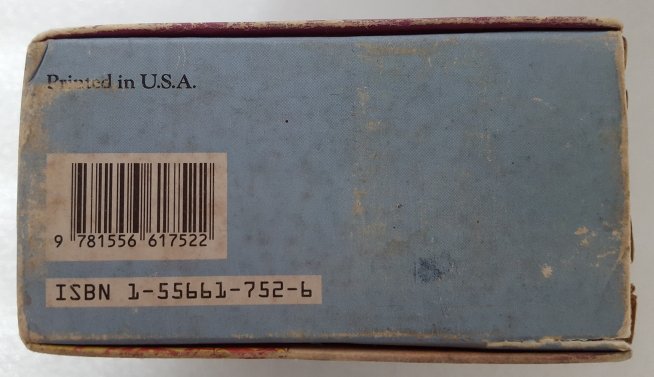 Printed in U.S.A.
9 781556 617522
ISBN 1-55661-752-6